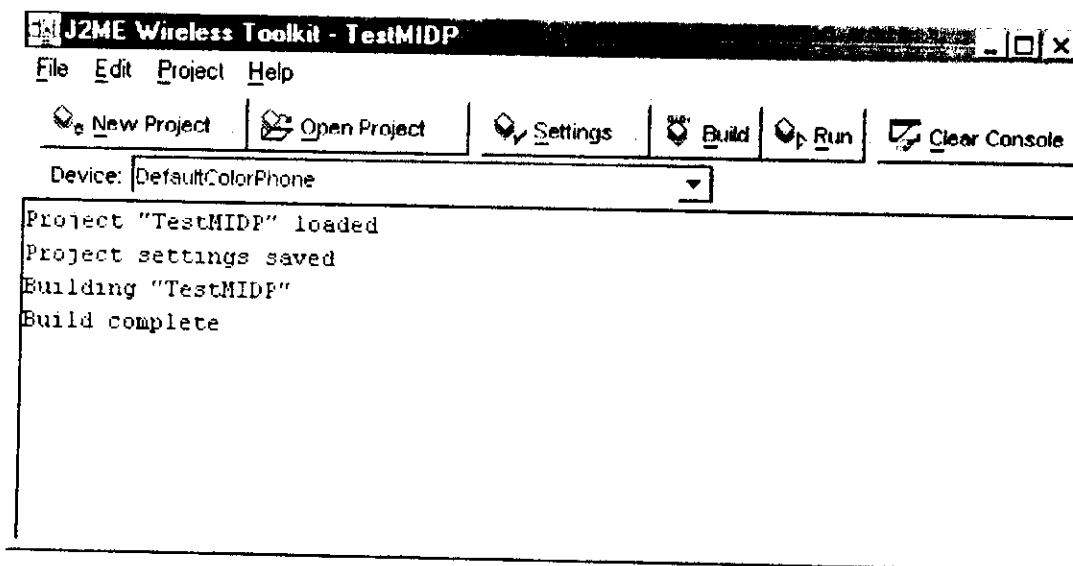 J2ME Wireless Toolkit - TestMIDP
File Edit Project Help
New Project Open Project Settings Build Run Clear Console
Device: DefaultColorPhone
Project "TestMIDP" loaded
Project settings saved
Building "TestMIDP"
Build complete